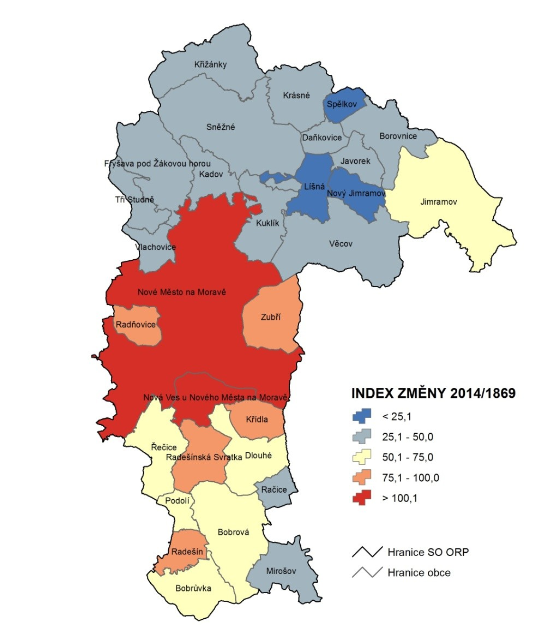 Křižánky
Krásné
Spělkov
Sněžné
Daňkovice
Borovnice
Javorek
Fryšava pod Žákovou horou
Kadov
Lišná
Nový Jimramov
Tři Studně
Jimramov
Kuklík
Vlachovice
Věcov
Nové Město na Moravě
Zubří
Radňovice
Nová Ves u Nového Města na Moravě
Křídla
Řečice
Radešínská Svratka
Dlouhé
Račice
Podolí
Bobrová
Radešín
Mirošov
Bobrůvka
INDEX ZMĚNY 2014/1869
< 25,1
25,1 - 50,0
50,1 - 75,0
75,1 - 100,0
> 100,1
Hranice SO ORP
Hranice obce